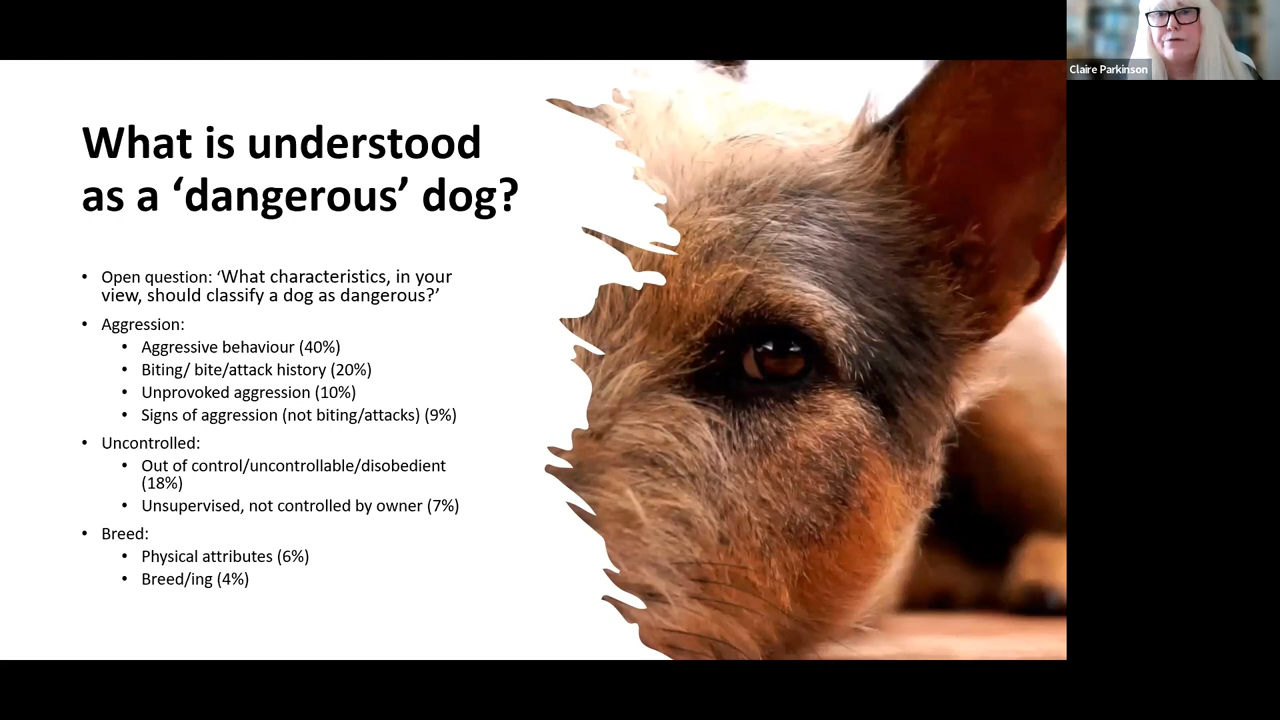 Claire Parkinson
What is understood
as a ‘dangerous’ dog?
• Open question: ‘What characteristics, in your
view, should classify a dog as dangerous?’
• Aggression:
• Aggressive behaviour (40%)
• Biting/ bite/attack history (20%)
• Unprovoked aggression (10%)
• Signs of aggression (not biting/attacks) (9%)
• Uncontrolled:
• Out of control/uncontrollable/disobedient
(18%)
• Unsupervised, not controlled by owner (7%)
• Breed:
• Physical attributes (6%)
• Breed/ing (4%)